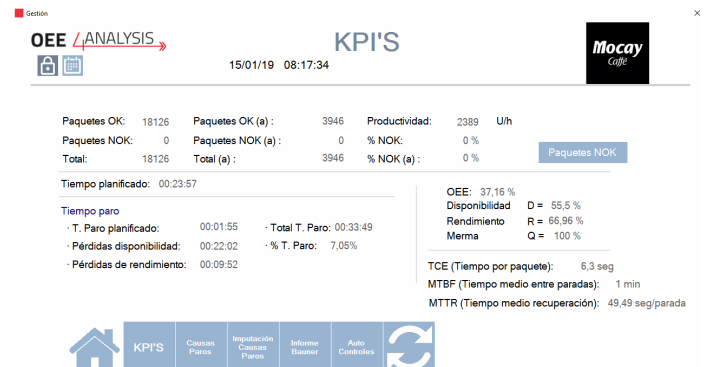 Gestión
OEE ANALYSIS
KPI'S
Mocay
Caffè
15/01/19 08:17:34
Paquetes OK: 18126 Paquetes OK (a) : 3946 Productividad: 2389 U/h
Paquetes NOK: 0 Paquetes NOK (a) : 0 % NOK: 0 %
Total: 18126 Total (a) : 3946 % NOK (a) : 0 %
Paquetes NOK
Tiempo planificado: 00:23:57
Tiempo paro
· T. Paro planificado: 00:01:55 · Total T. Paro: 00:33:49
· Pérdidas disponibilidad: 00:22:02 · % T. Paro: 7,05%
· Pérdidas de rendimiento: 00:09:52
OEE: 37,16 %
Disponibilidad D = 55,5 %
Rendimiento R = 66,96 %
Merma Q = 100 %
TCE (Tiempo por paquete): 6,3 seg
MTBF (Tiempo medio entre paradas): 1 min
MTTR (Tiempo medio recuperación): 49,49 seg/parada
KPI'S
Causas
Paros
Imputación
Causas
Paros
Informe
Bauner
Auto
Controles